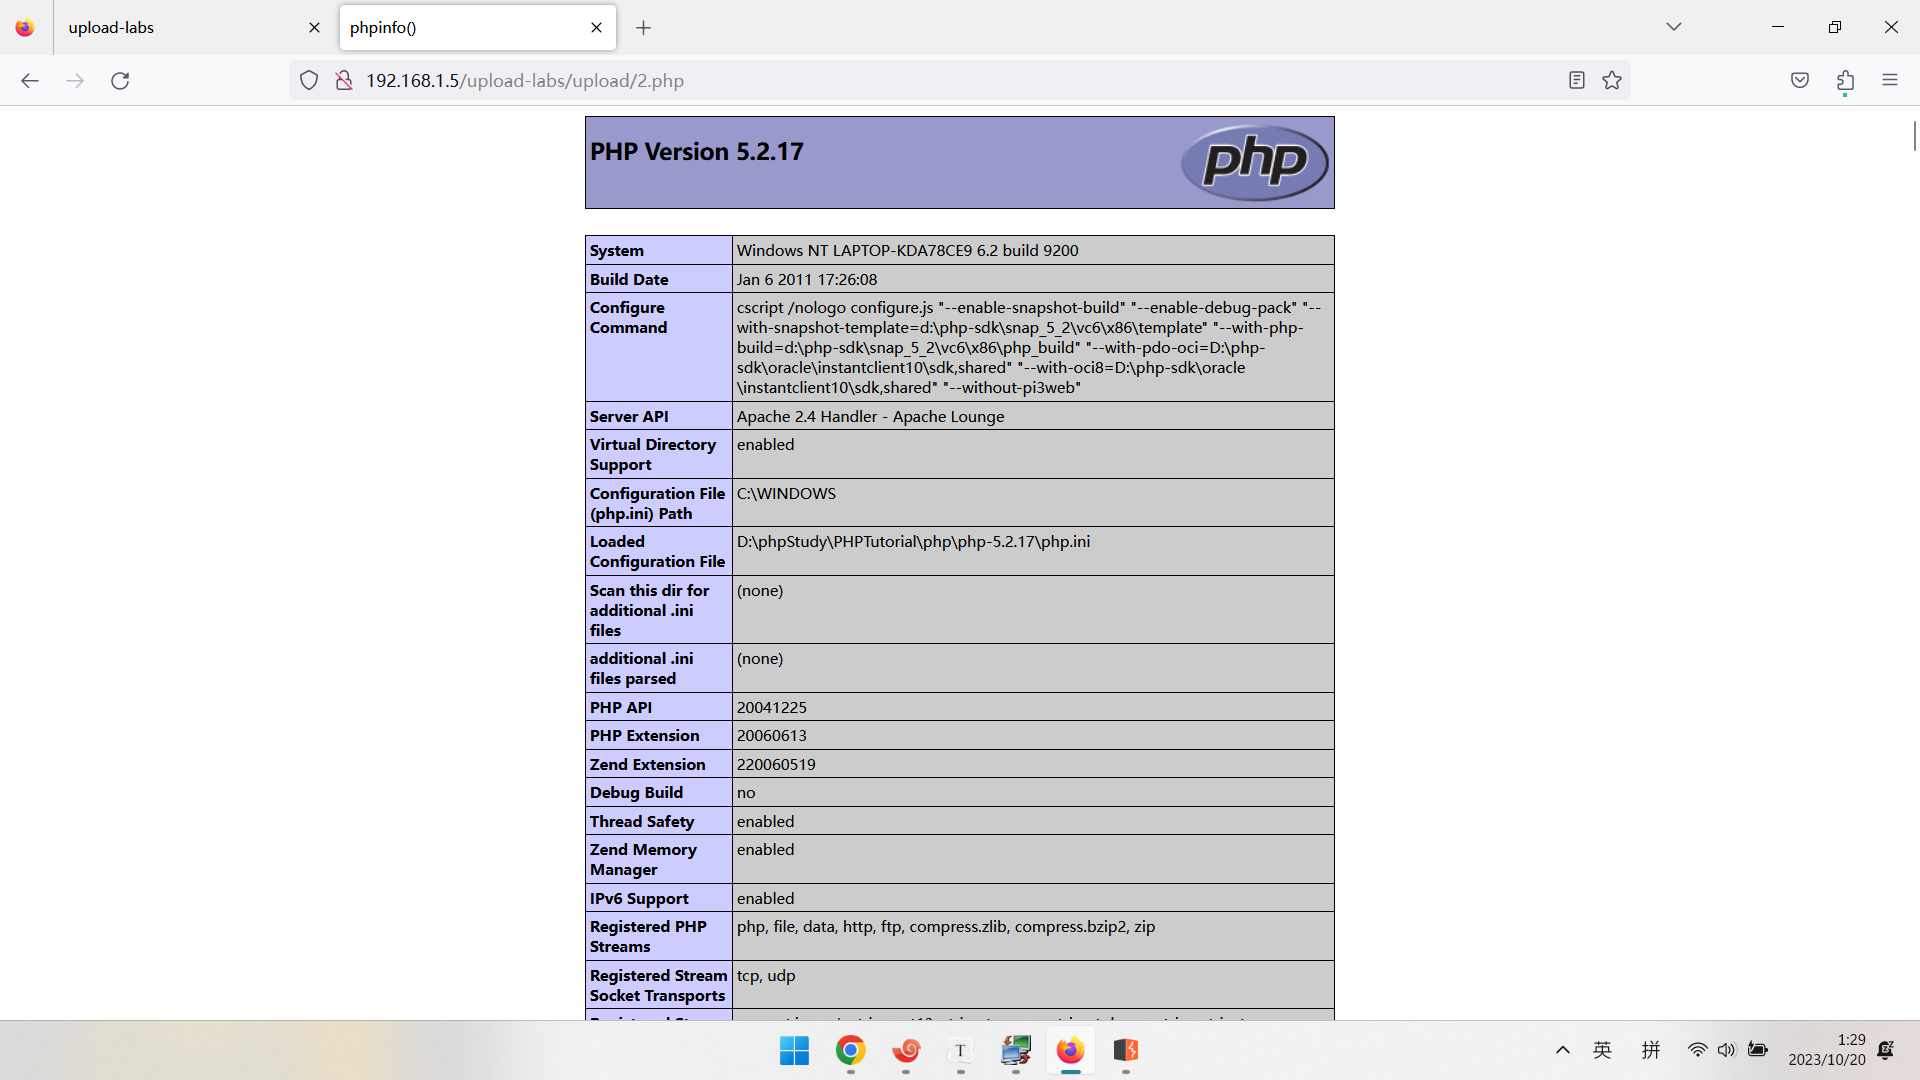 upload-labs
phpinfo()
192.168.1.5/upload-labs/upload/2.php
PHP Version 5.2.17
php
System
Windows NT LAPTOP-KDA78CE9 6.2 build 9200
Build Date
Jan 6 2011 17:26:08
Configure
Command
cscript /nologo configure.js "--enable-snapshot-build" "--enable-debug-pack" "--
with-snapshot-template=d:\php-sdk\snap_5_2\vc6\x86\template" "--with-php-
build=d:\php-sdk\snap_5_2\vc6\x86\php_build" "--with-pdo-oci=D:\php-
sdk\oracle\instantclient10\sdk,shared" "--with-oci8=D:\php-sdk\oracle
\instantclient10\sdk,shared" "--without-pi3web"
Server API
Apache 2.4 Handler - Apache Lounge
Virtual Directory
Support
enabled
Configuration File
(php.ini) Path
C:\WINDOWS
Loaded
Configuration File
D:\phpStudy\PHPTutorial\php\php-5.2.17\php.ini
Scan this dir for
additional .ini
files
(none)
additional .ini
files parsed
(none)
PHP API
20041225
PHP Extension
20060613
Zend Extension
220060519
Debug Build
no
Thread Safety
enabled
Zend Memory
Manager
enabled
IPv6 Support
enabled
Registered PHP
Streams
php, file, data, http, ftp, compress.zlib, compress.bzip2, zip
Registered Stream
Socket Transports
tcp, udp
T
英
拼
1:29
2023/10/20